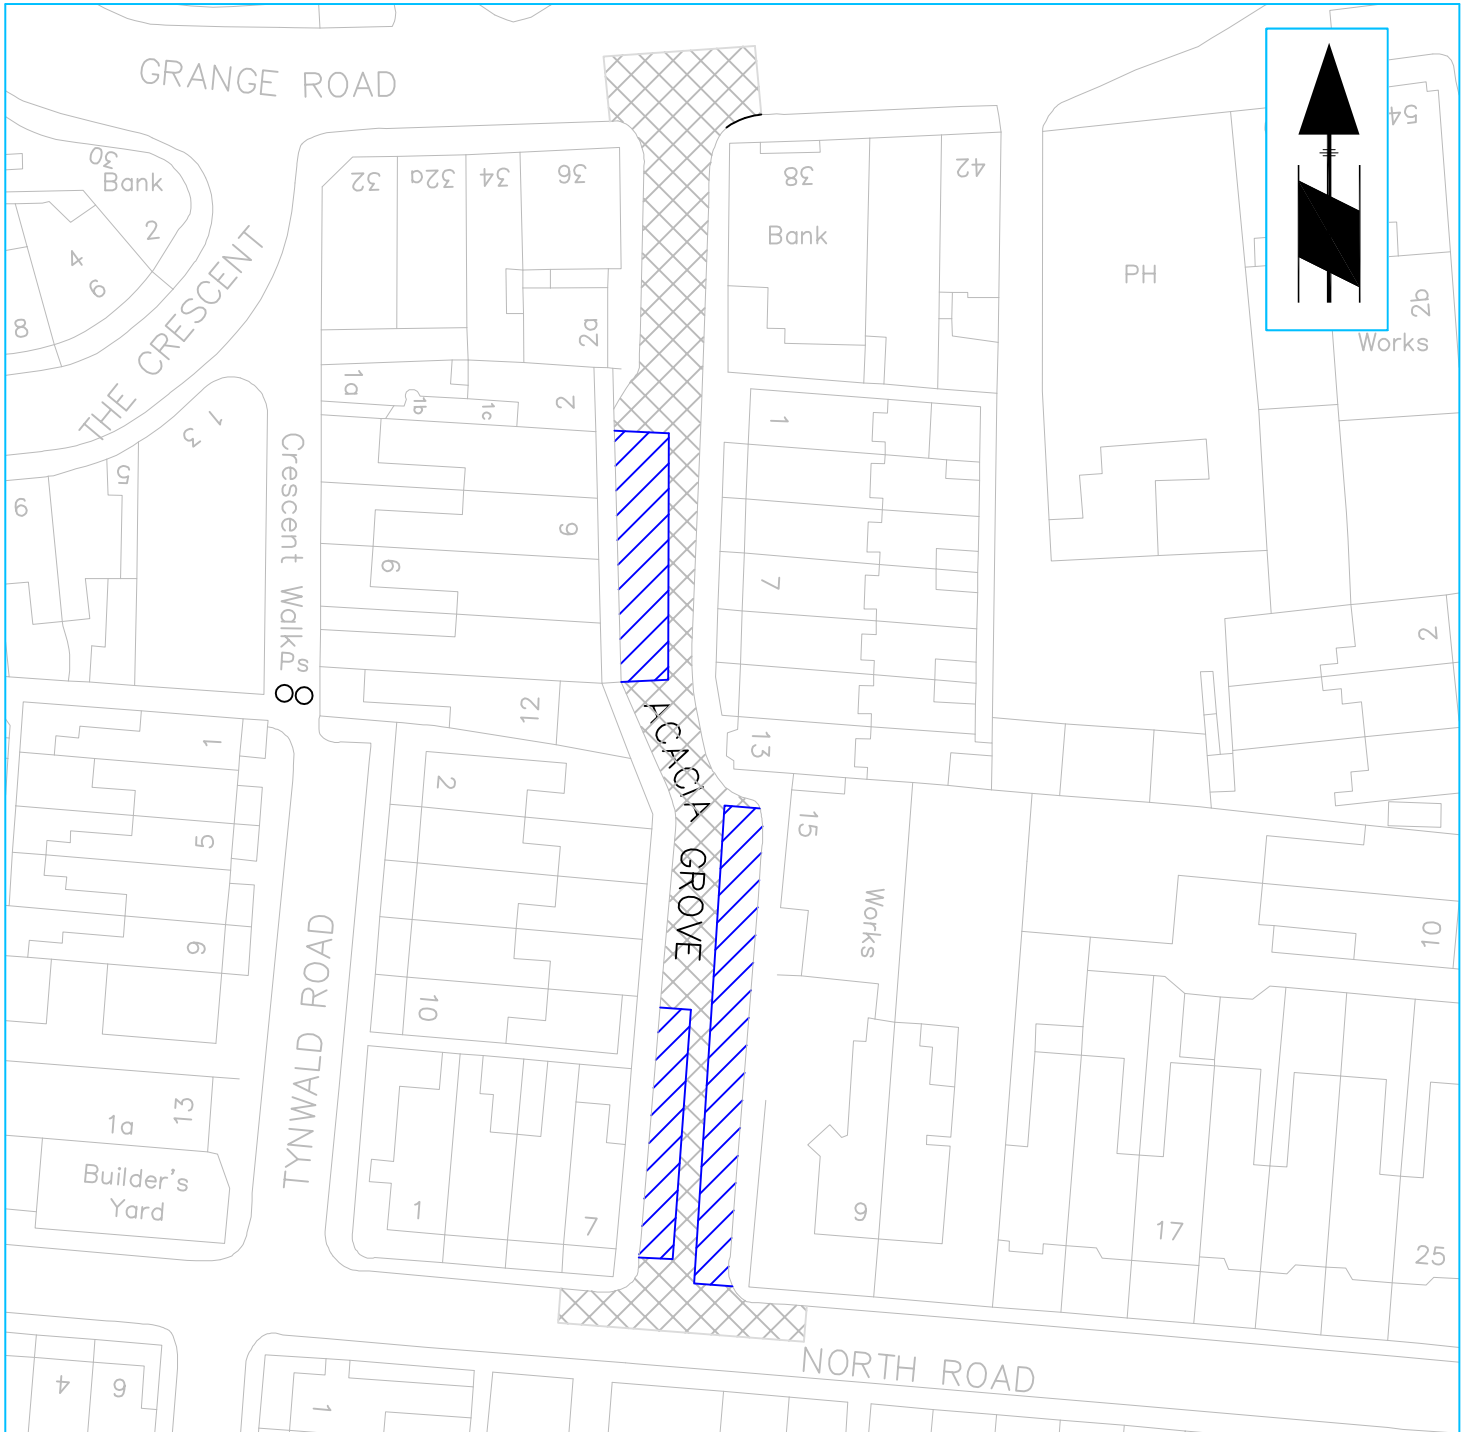 GRANGE ROAD
54
30
Bank
2
4
6
8
THE CRESCENT
32
32a
34
36
38
Bank
42
PH
2b
Works
2a
1a
1b
1c
2
1
3
5
6
Crescent Walk
Ps
9
6
12
1
7
13
15
Works
2
10
ACACIA GROVE
1
5
9
2
10
TYNWALD ROAD
13
1a
Builder's
Yard
1
7
9
17
25
NORTH ROAD
4
6
1